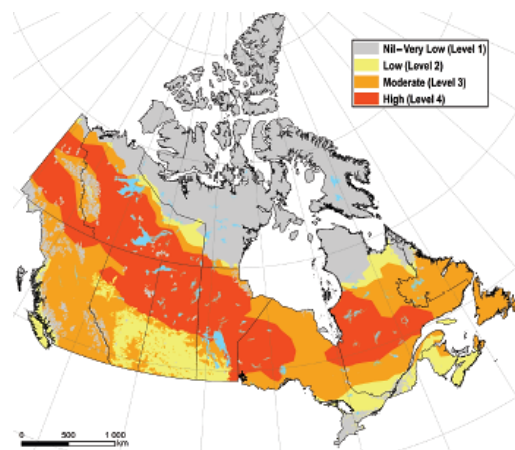 Nil–Very Low (Level 1)
Low (Level 2)
Moderate (Level 3)
High (Level 4)
0 500 1 000
km